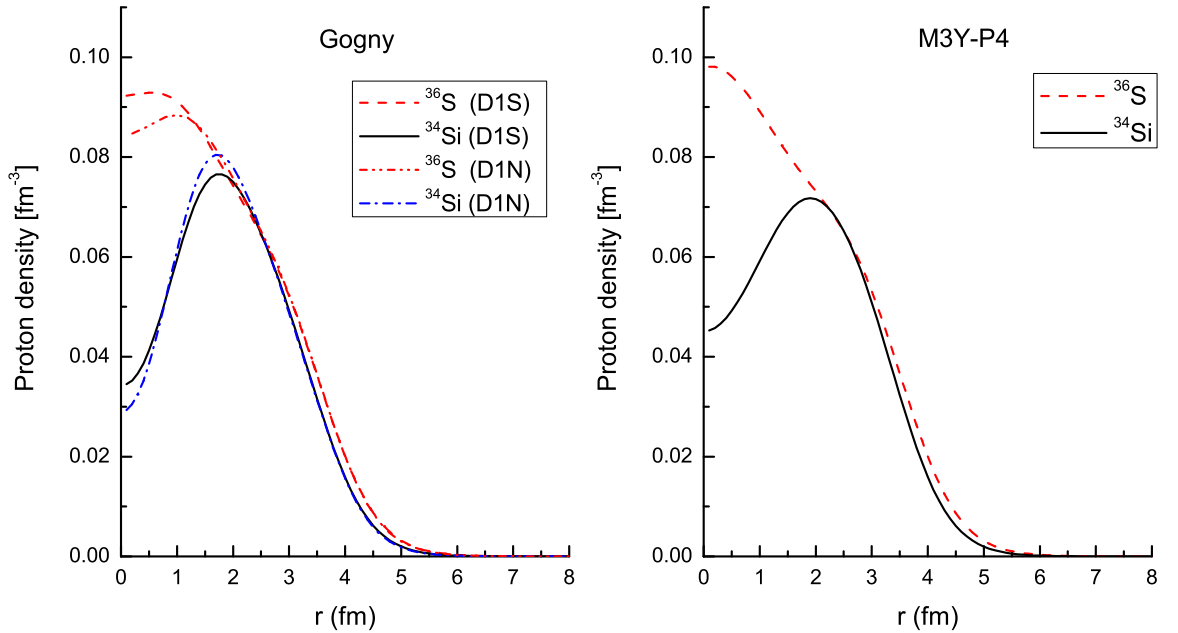 Gogny
³⁶S (D1S)
³⁴Si (D1S)
³⁶S (D1N)
³⁴Si (D1N)
Proton density [fm⁻³]
0.10
0.08
0.06
0.04
0.02
0.00
0 1 2 3 4 5 6 7 8
r (fm)
M3Y-P4
³⁶S
³⁴Si
Proton density [fm⁻³]
0.10
0.08
0.06
0.04
0.02
0.00
0 1 2 3 4 5 6 7 8
r (fm)